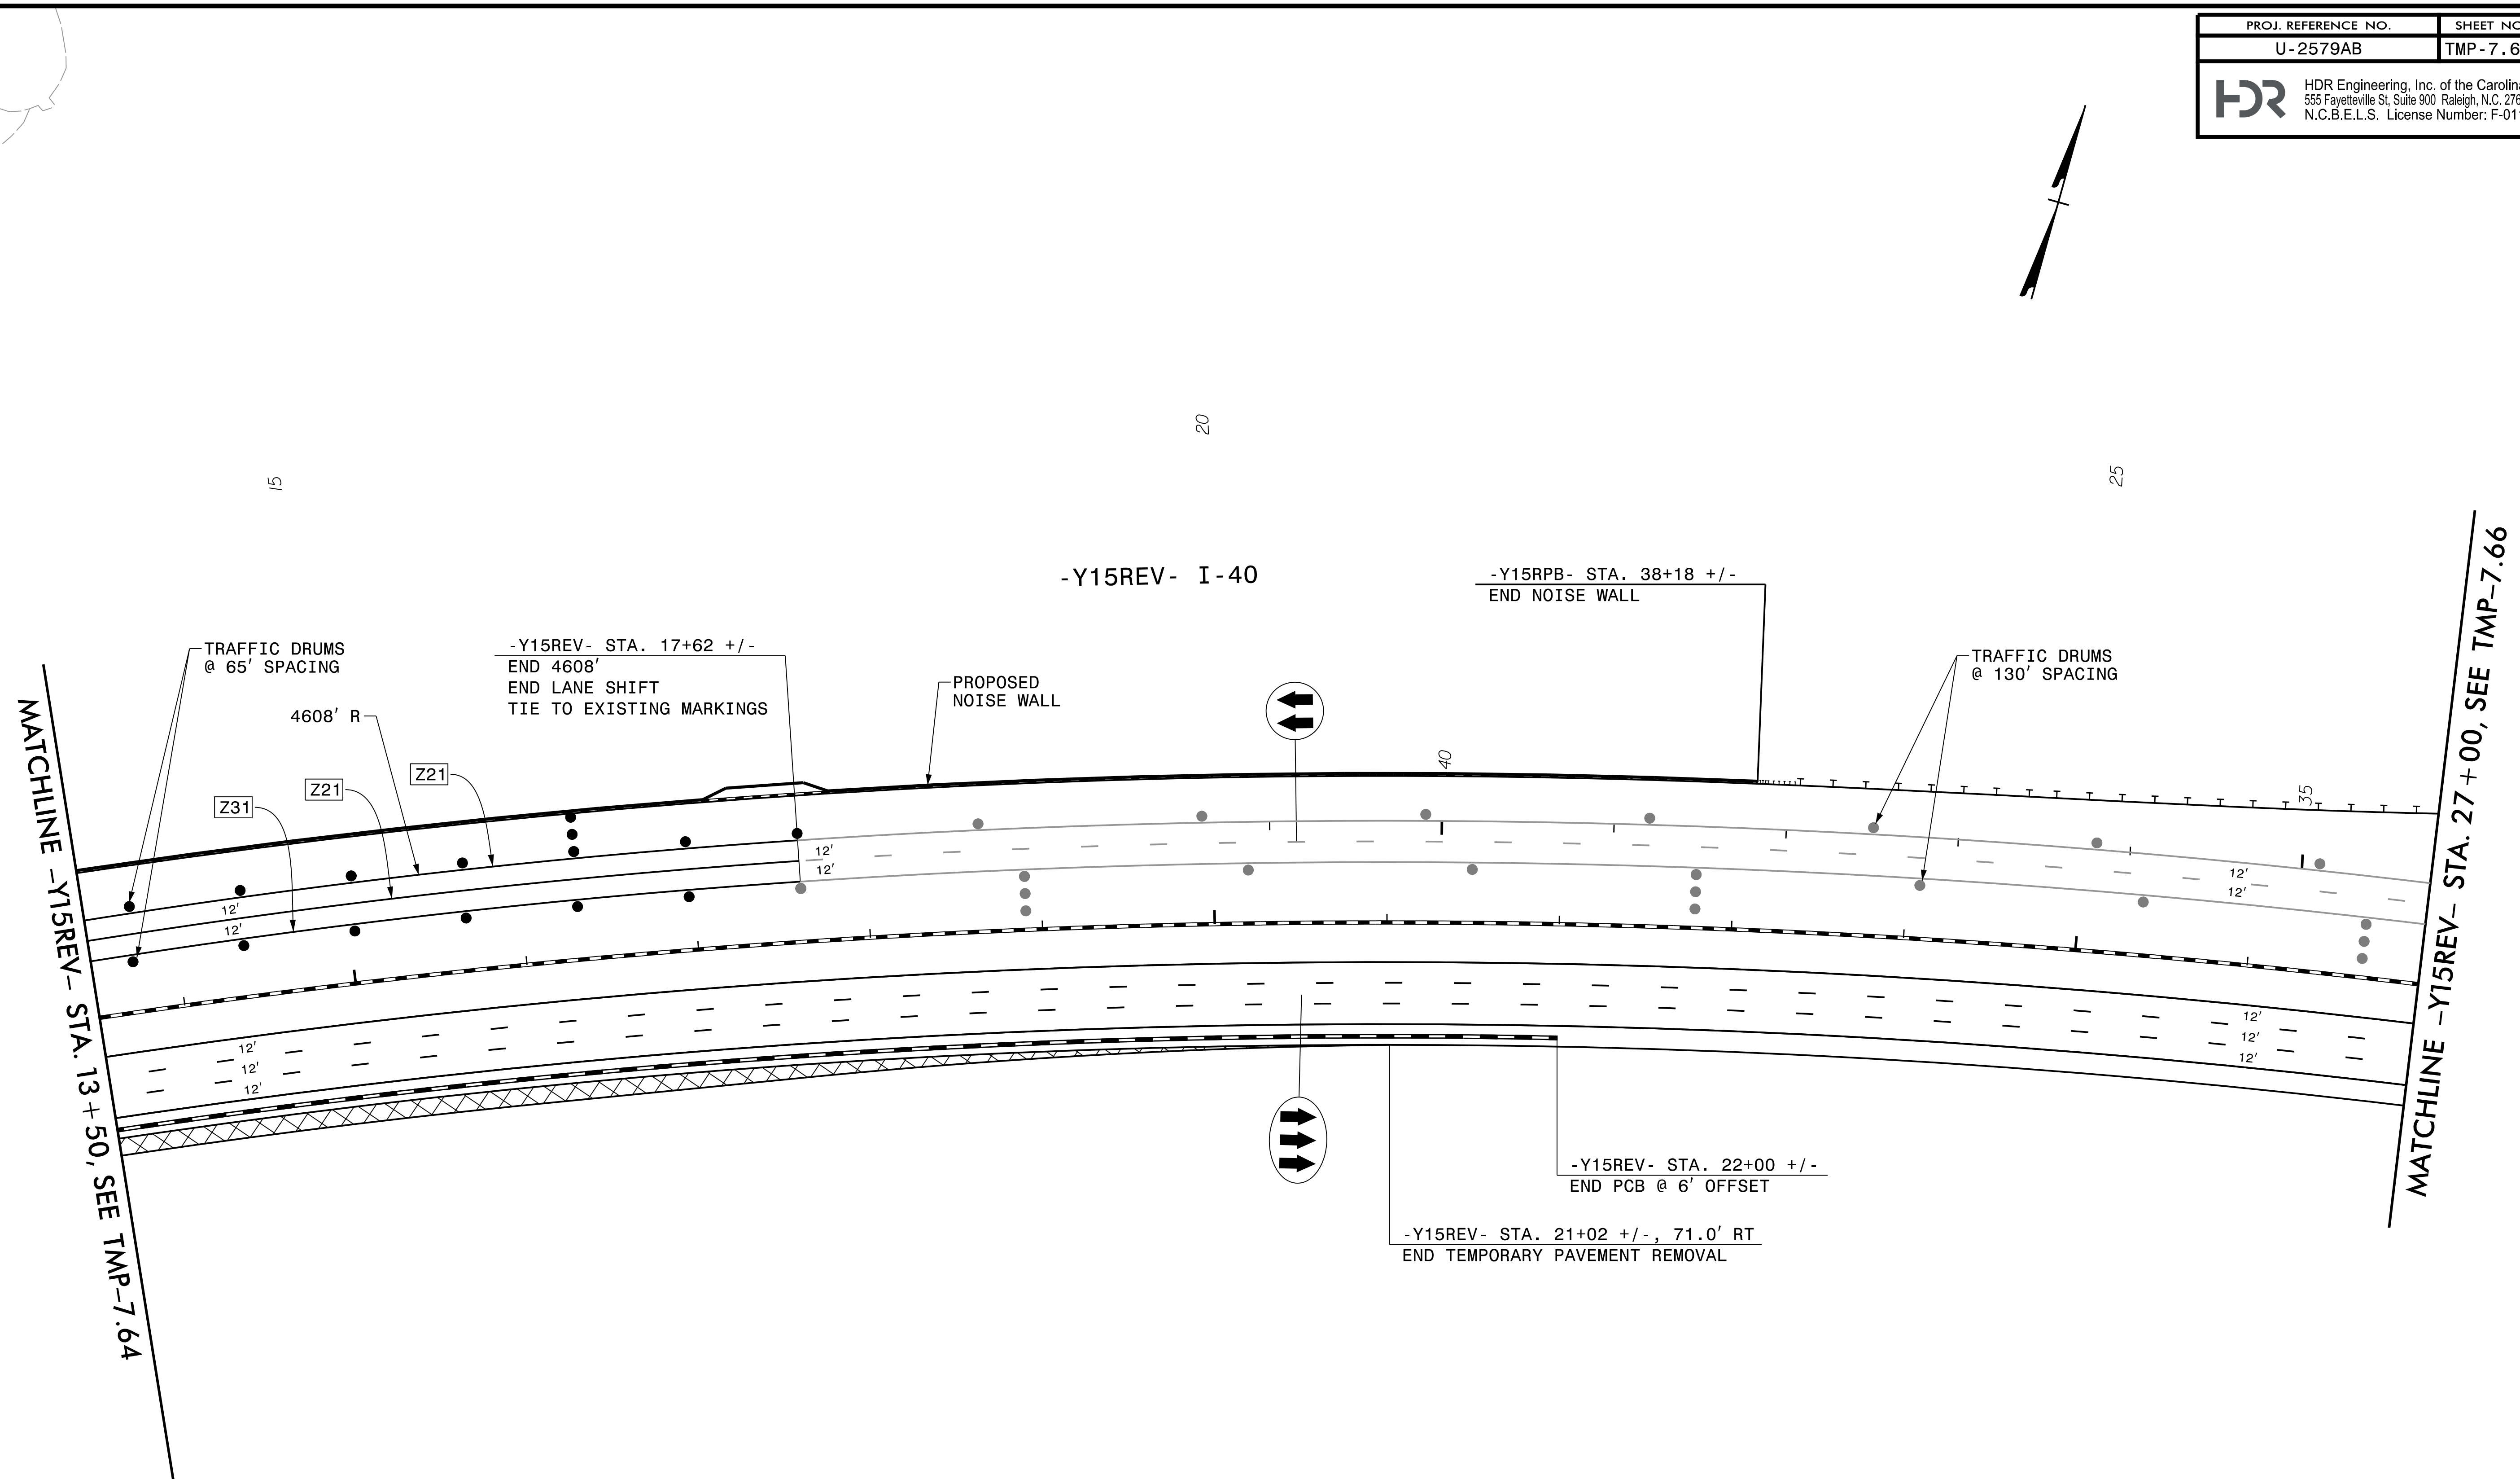 PROJ. REFERENCE NO.
SHEET NO
U-2579AB
TMP-7.6
HDR
HDR Engineering, Inc. of the Carolin
555 Fayetteville St, Suite 900 Raleigh, N.C. 276
N.C.B.E.L.S. License Number: F-01
20
15
25
-Y15REV- I-40
-Y15RPB- STA. 38+18 +/-
END NOISE WALL
TRAFFIC DRUMS
@ 65' SPACING
-Y15REV- STA. 17+62 +/-
END 4608'
END LANE SHIFT
TIE TO EXISTING MARKINGS
PROPOSED
NOISE WALL
TRAFFIC DRUMS
@ 130' SPACING
4608' R
Z21
Z21
Z31
40
35
12'
12'
12'
12'
12'
12'
12'
12'
12'
12'
12'
12'
-Y15REV- STA. 22+00 +/-
END PCB @ 6' OFFSET
-Y15REV- STA. 21+02 +/-, 71.0' RT
END TEMPORARY PAVEMENT REMOVAL
MATCHLINE -Y15REV- STA. 13+50, SEE TMP-7.64
MATCHLINE -Y15REV- STA. 27+00, SEE TMP-7.66